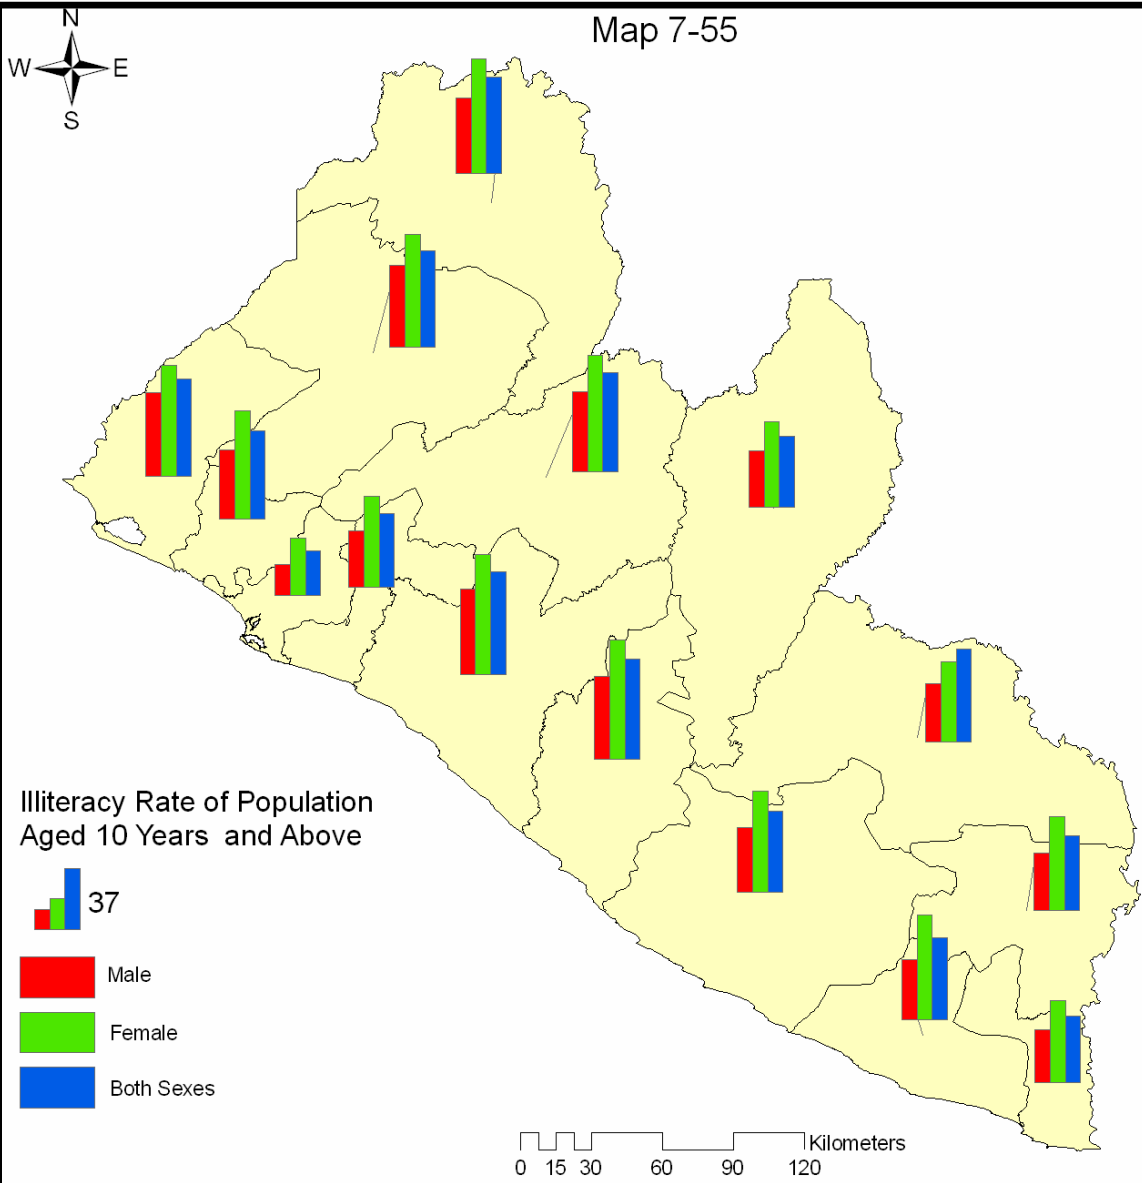 Map 7-55
N
W E
S
Illiteracy Rate of Population
Aged 10 Years and Above
37
Male
Female
Both Sexes
Kilometers
0 15 30 60 90 120